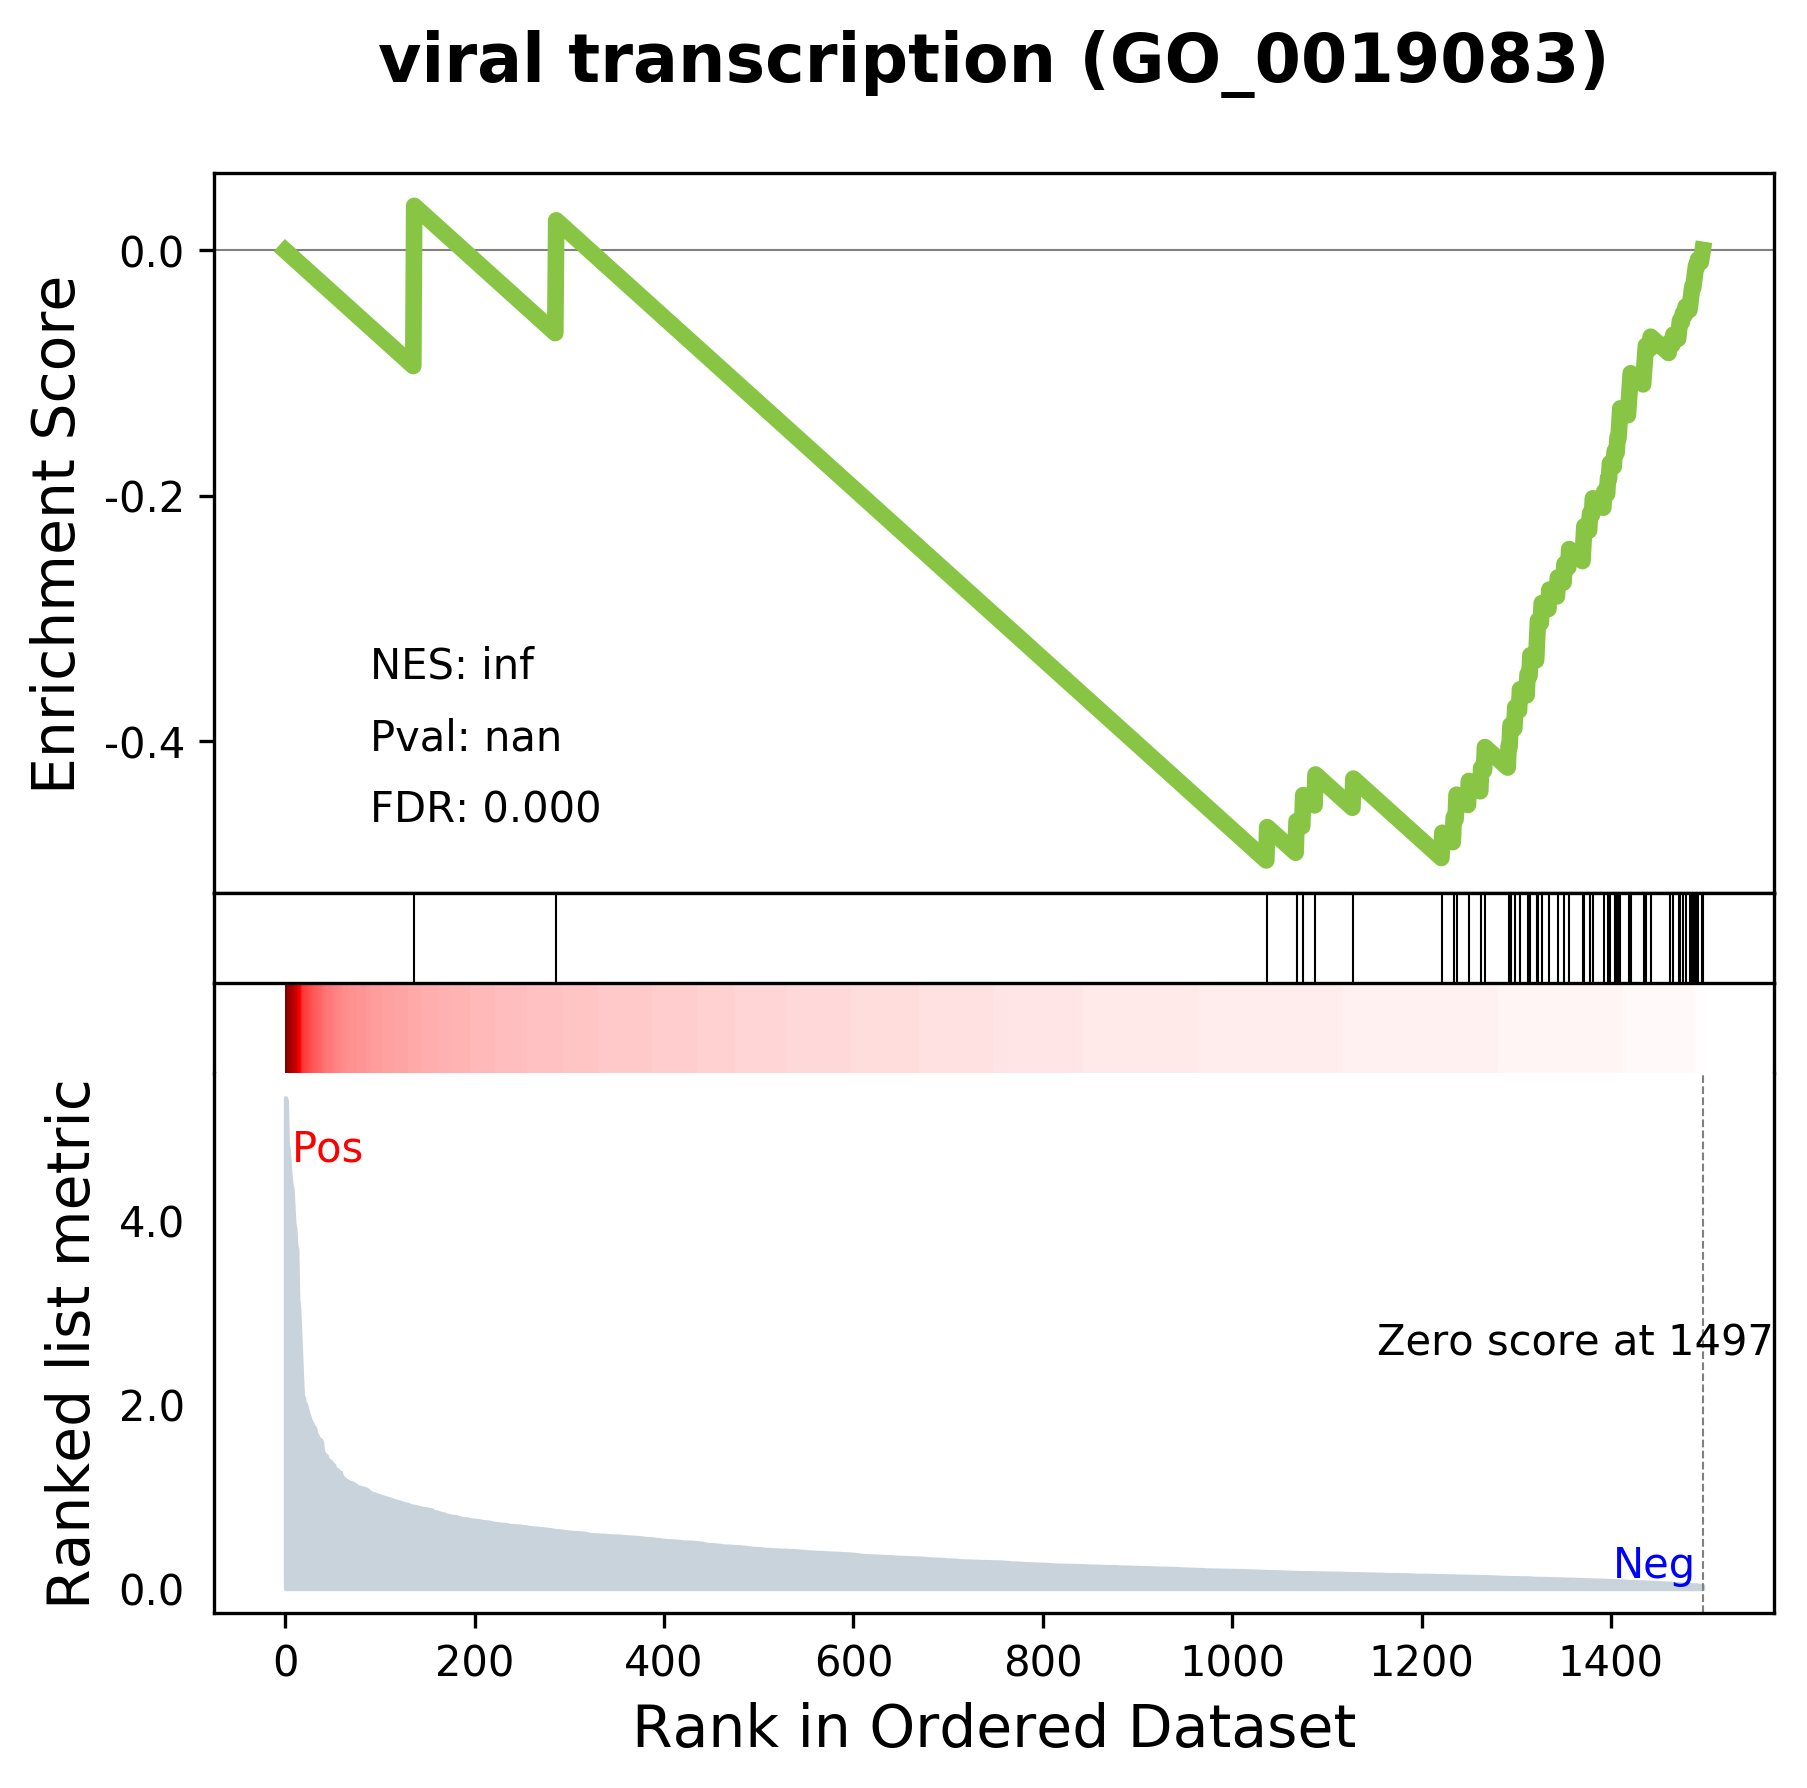 viral transcription (GO_0019083)
Enrichment Score
0.0
-0.2
-0.4
NES: inf
Pval: nan
FDR: 0.000
Ranked list metric
4.0
2.0
0.0
Pos
Zero score at 1497
Neg
0 200 400 600 800 1000 1200 1400
Rank in Ordered Dataset